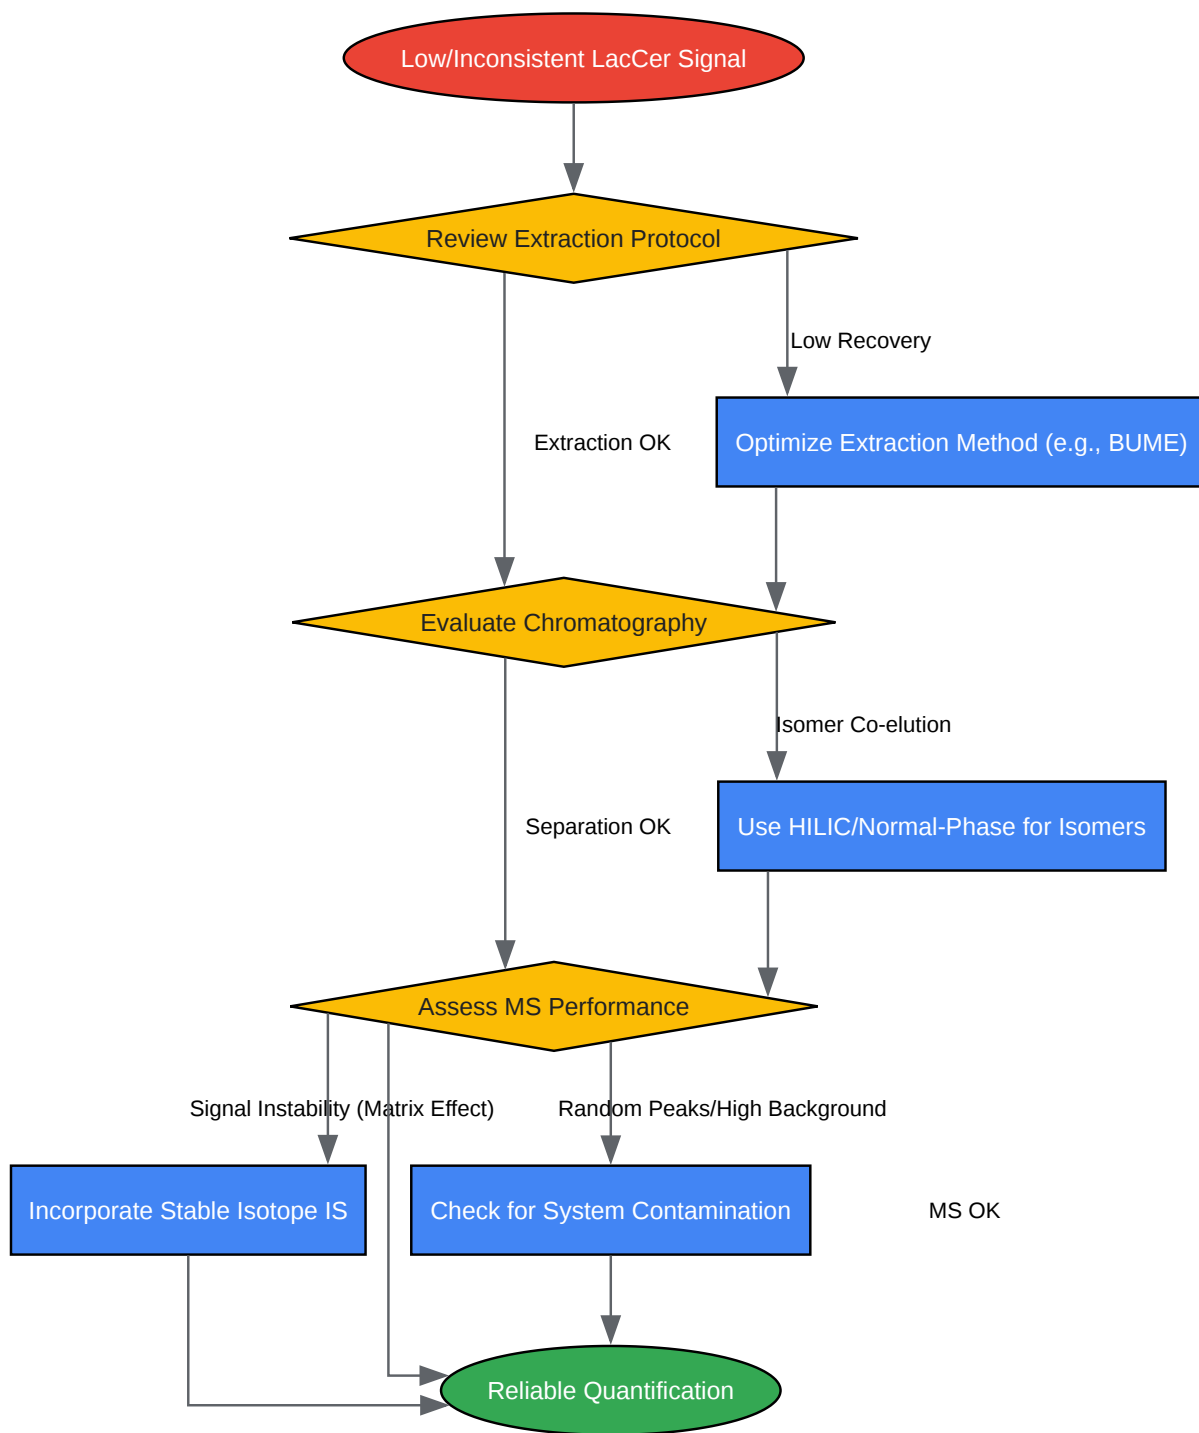 Low/Inconsistent LacCer Signal
Review Extraction Protocol
Low Recovery
Extraction OK
Optimize Extraction Method (e.g., BUME)
Evaluate Chromatography
Isomer Co-elution
Separation OK
Use HILIC/Normal-Phase for Isomers
Assess MS Performance
Signal Instability (Matrix Effect)
Random Peaks/High Background
Incorporate Stable Isotope IS
Check for System Contamination
MS OK
Reliable Quantification